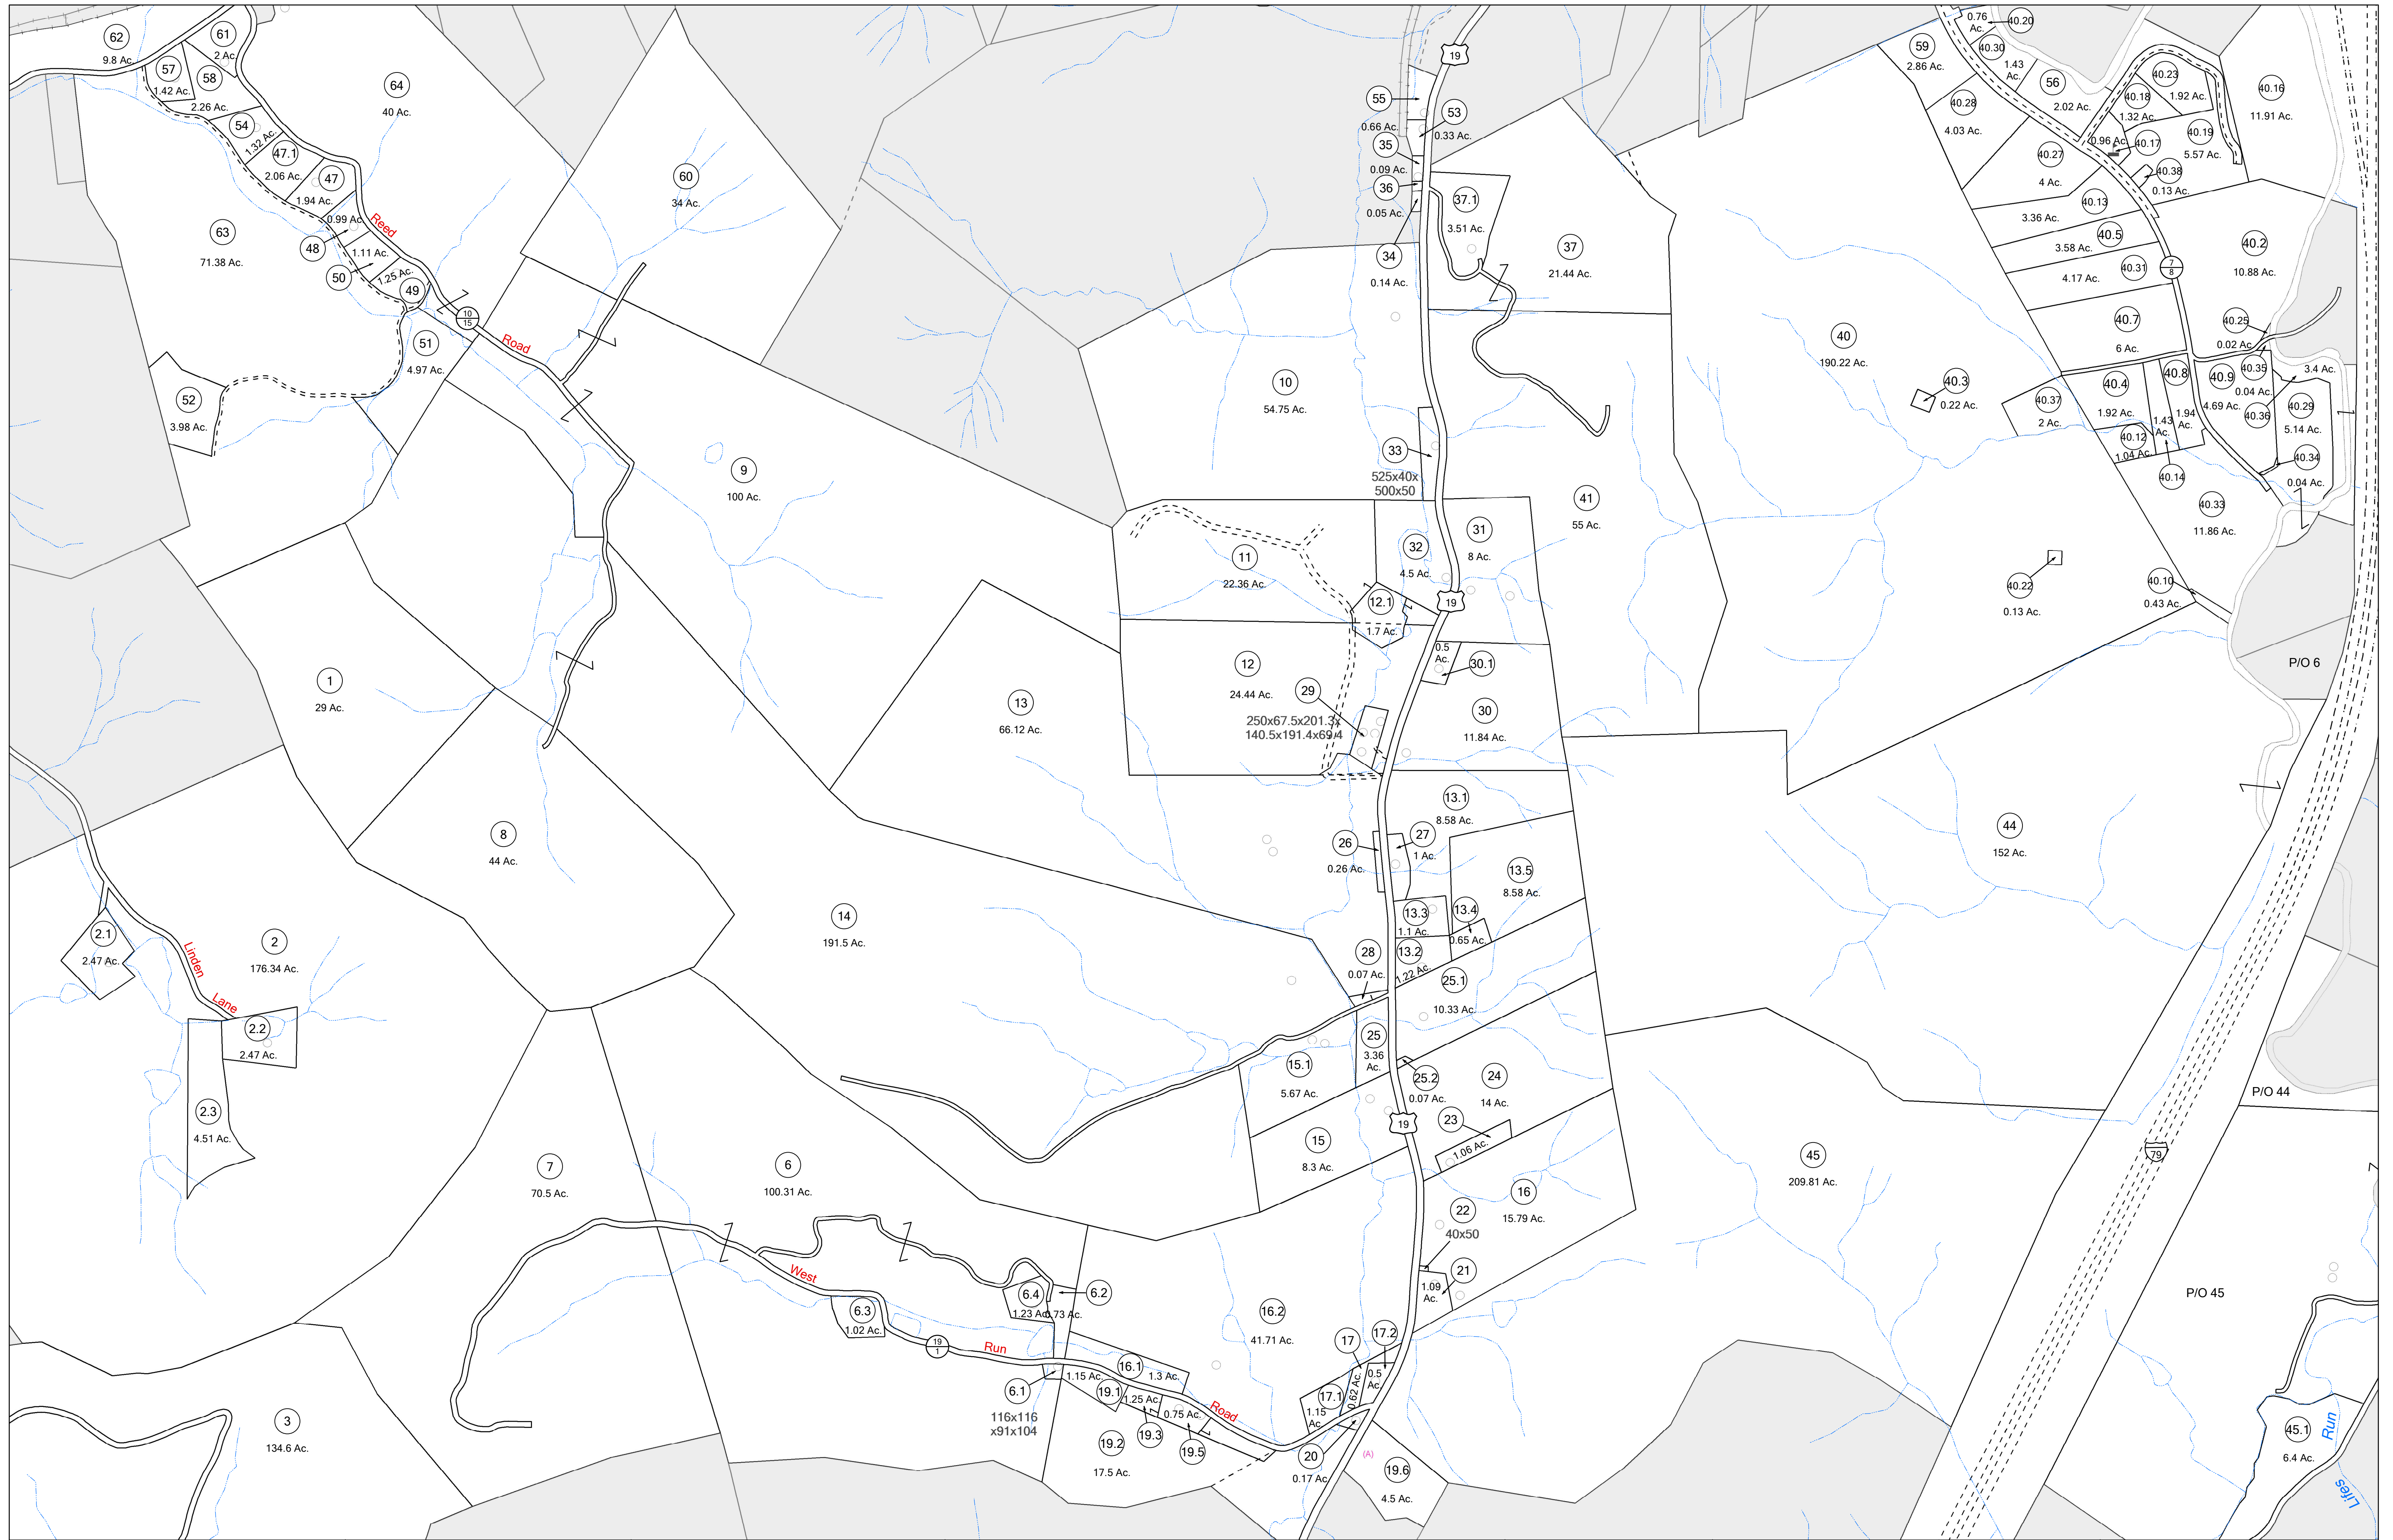 62
9.8 Ac.
61
2 Ac.
57
1.42 Ac.
58
2.26 Ac.
64
40 Ac.
54
1.32 Ac.
47.1
2.06 Ac.
47
1.94 Ac.
0.99 Ac.
48
1.11 Ac.
50
1.25 Ac.
49
63
71.38 Ac.
Reed
Road
10
15
51
4.97 Ac.
52
3.98 Ac.
60
34 Ac.
9
100 Ac.
19
55
0.66 Ac.
53
0.33 Ac.
35
0.09 Ac.
36
0.05 Ac.
34
0.14 Ac.
37.1
3.51 Ac.
37
21.44 Ac.
10
54.75 Ac.
33
525x40x
500x50
41
55 Ac.
31
8 Ac.
32
4.5 Ac.
11
22.36 Ac.
12.1
1.7 Ac.
19
12
24.44 Ac.
29
250x67.5x201.3x
140.5x191.4x69.4
0.5
Ac.
30.1
30
11.84 Ac.
0.76
Ac.
40.20
40.30
1.43
Ac.
59
2.86 Ac.
56
2.02 Ac.
40.23
1.92 Ac.
40.18
1.32 Ac.
40.16
11.91 Ac.
40.28
4.03 Ac.
0.96 Ac.
40.17
40.19
5.57 Ac.
40.27
4 Ac.
40.38
0.13 Ac.
40.13
3.36 Ac.
40.5
3.58 Ac.
40.31
4.17 Ac.
7
8
40.2
10.88 Ac.
40.7
6 Ac.
40.25
0.02 Ac.
40
190.22 Ac.
40.3
0.22 Ac.
40.37
2 Ac.
40.4
1.92 Ac.
40.8
1.43
Ac.
1.94
Ac.
40.9
4.69 Ac.
40.35
0.04 Ac.
3.4 Ac.
40.36
40.29
5.14 Ac.
40.12
1.04 Ac.
40.14
40.34
0.04 Ac.
40.33
11.86 Ac.
40.22
0.13 Ac.
40.10
0.43 Ac.
P/O 6
1
29 Ac.
13
66.12 Ac.
8
44 Ac.
14
191.5 Ac.
13.1
8.58 Ac.
26
0.26 Ac.
27
1 Ac.
13.5
8.58 Ac.
13.3
1.1 Ac.
13.4
0.65 Ac.
13.2
1.22 Ac.
28
0.07 Ac.
25.1
10.33 Ac.
25
3.36
Ac.
25.2
0.07 Ac.
15.1
5.67 Ac.
24
14 Ac.
19
23
1.06 Ac.
15
8.3 Ac.
44
152 Ac.
P/O 44
79
2.1
2.47 Ac.
Linden
Lane
2
176.34 Ac.
2.2
2.47 Ac.
2.3
4.51 Ac.
7
70.5 Ac.
6
100.31 Ac.
16
15.79 Ac.
22
40x50
21
1.09
Ac.
45
209.81 Ac.
P/O 45
West
6.4
1.23 Ac.
0.73 Ac.
6.2
6.3
1.02 Ac.
19
1
Run
16.2
41.71 Ac.
16.1
1.3 Ac.
1.15 Ac.
6.1
116x116
x91x104
19.1
1.25 Ac.
0.75 Ac.
19.3
19.5
Road
19.2
17.5 Ac.
17
17.2
0.5
Ac.
0.62 Ac.
17.1
1.15
Ac.
20
0.17 Ac.
(A)
19.6
4.5 Ac.
3
134.6 Ac.
45.1
6.4 Ac.
Run
Lifes